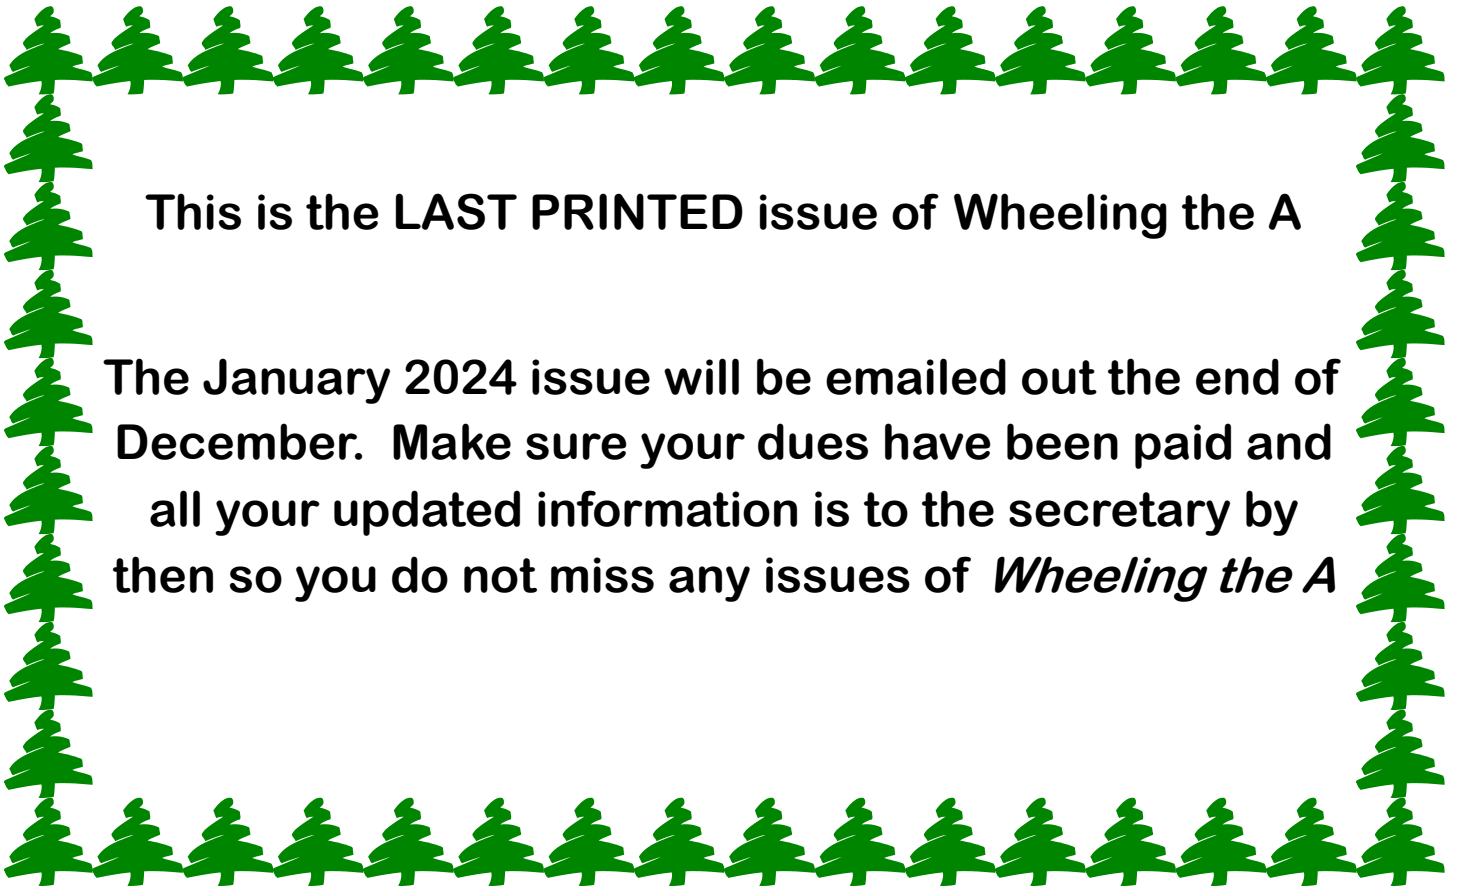 This is the LAST PRINTED issue of Wheeling the A
The January 2024 issue will be emailed out the end of
December.  Make sure your dues have been paid and
all your updated information is to the secretary by
then so you do not miss any issues of Wheeling the A